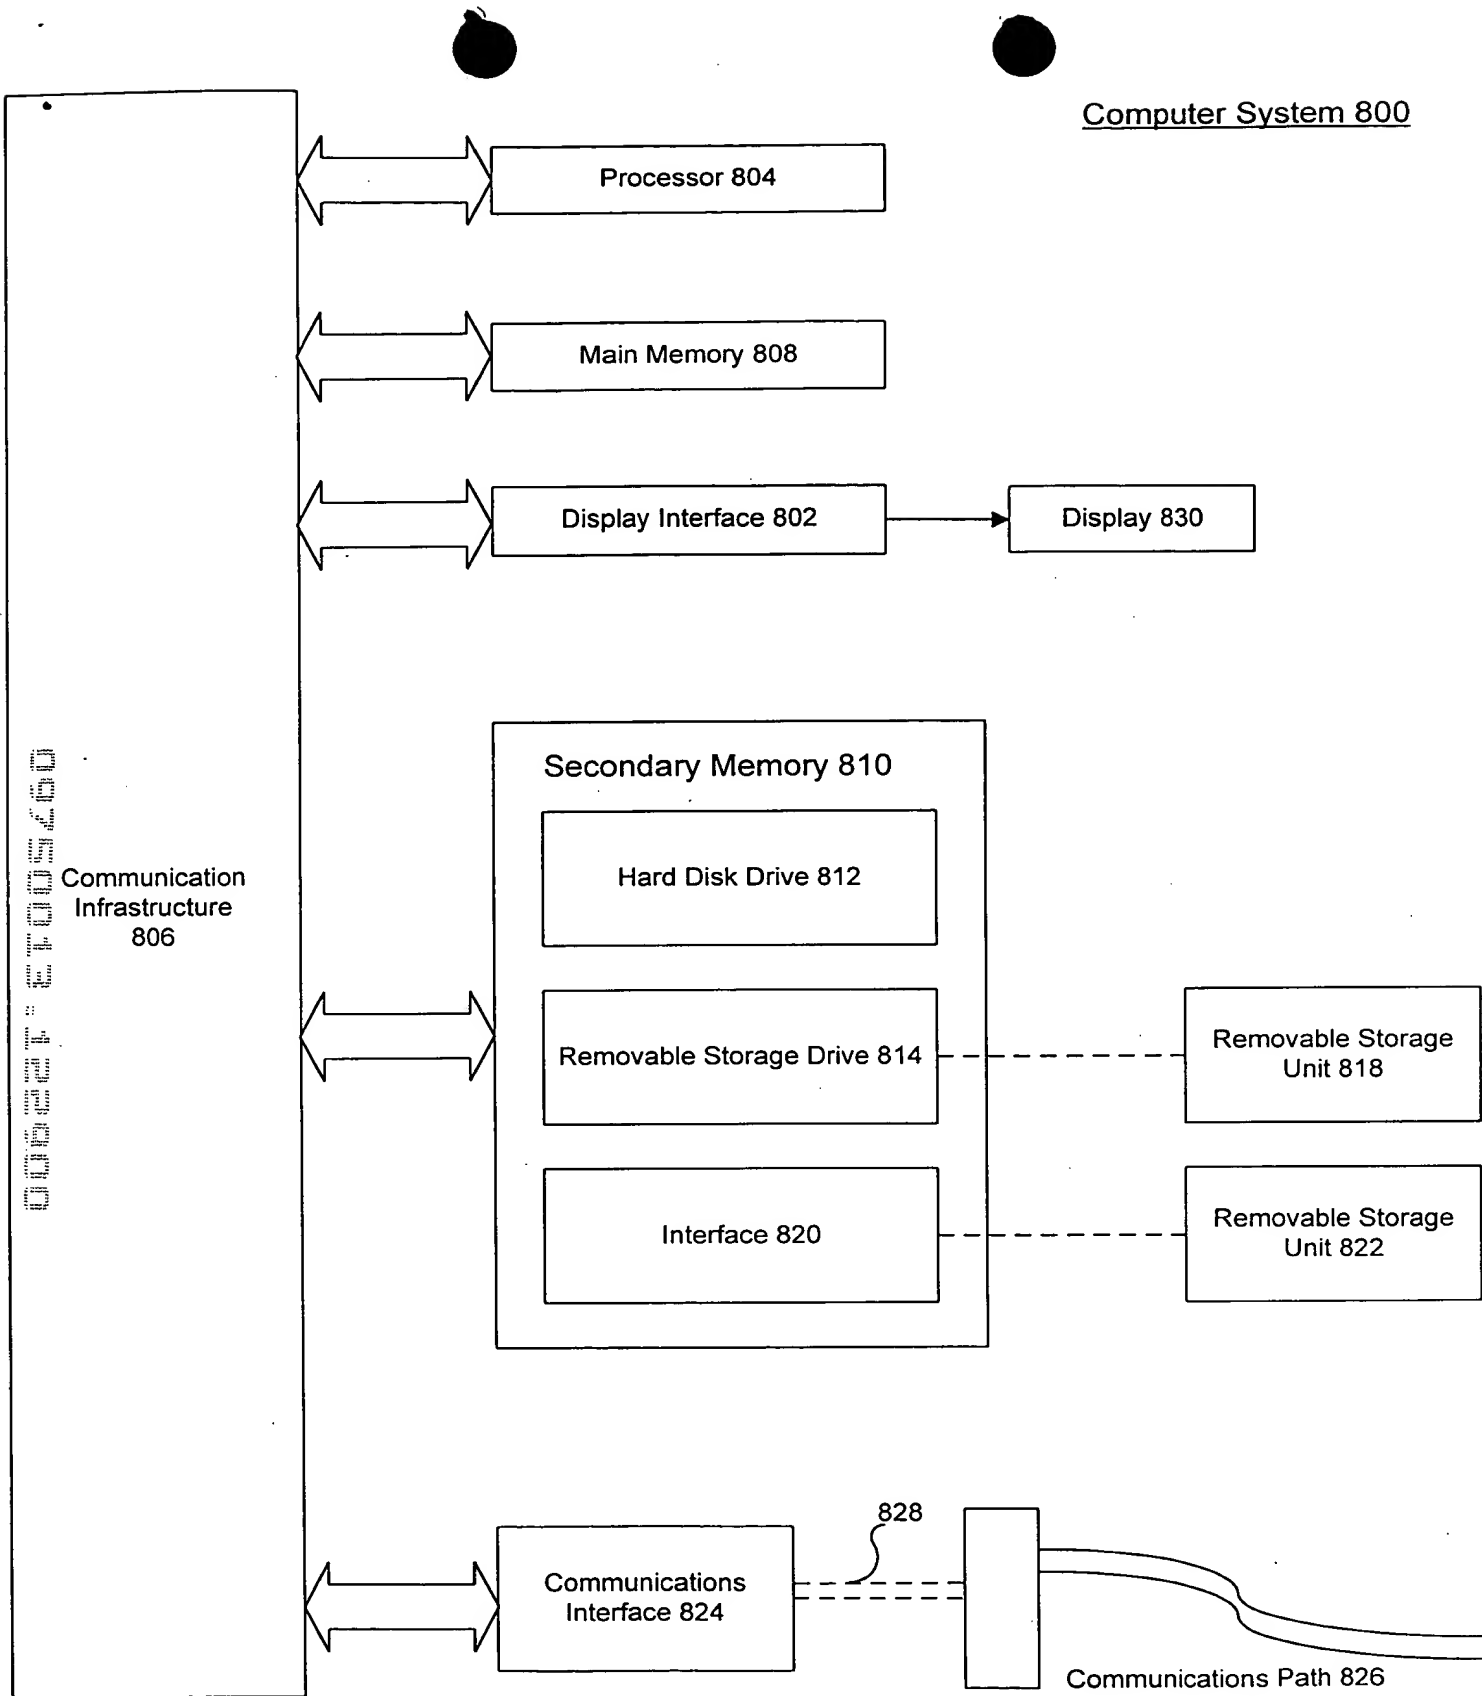 Computer System 800
Processor 804
Main Memory 808
Display Interface 802
Display 830
Secondary Memory 810
Hard Disk Drive 812
Communication
Infrastructure
806
Removable Storage Drive 814
Removable Storage
Unit 818
Interface 820
Removable Storage
Unit 822
828
Communications
Interface 824
Communications Path 826
09750013 . 122900